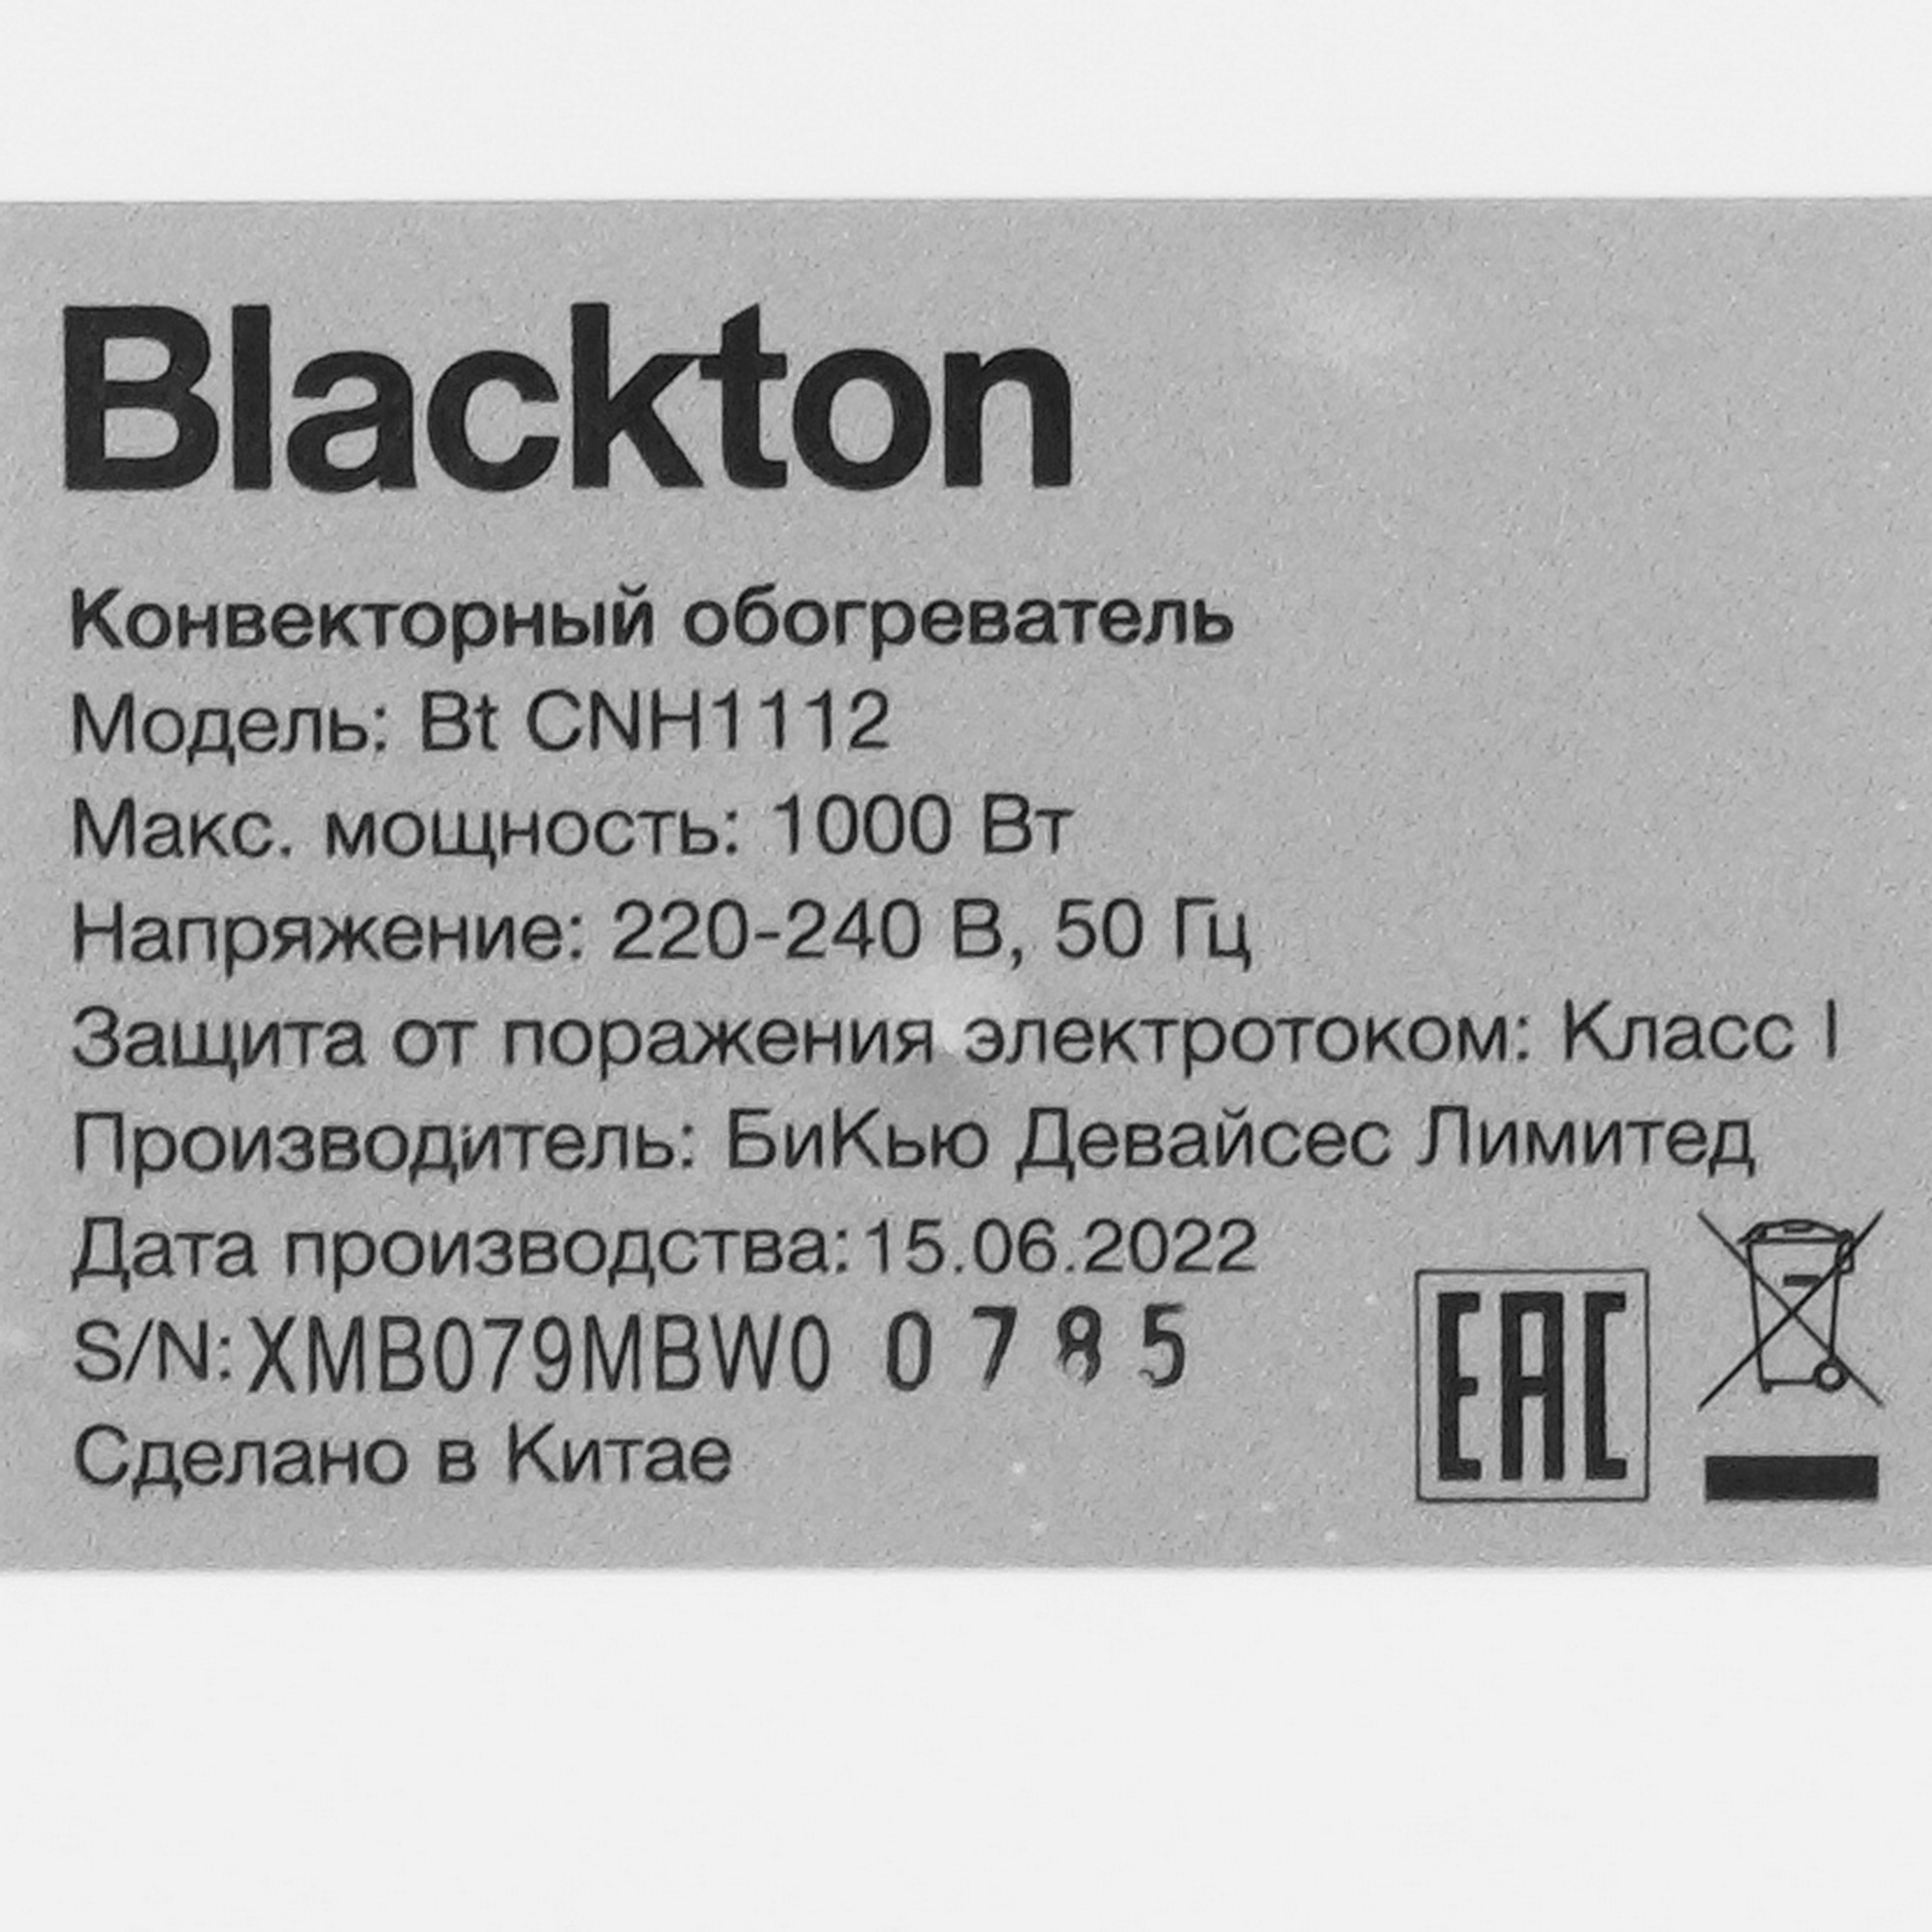 Blackton
Конвекторный обогреватель
Модель: Bt CNH1112
Макс. мощность: 1000 Вт
Напряжение: 220-240 В, 50 Гц
Защита от поражения электротоком: Класс I
Производитель: БиКью Девайсес Лимитед
Дата производства: 15.06.2022
S/N: XMB079MBW0 0785
Сделано в Китае
EAC